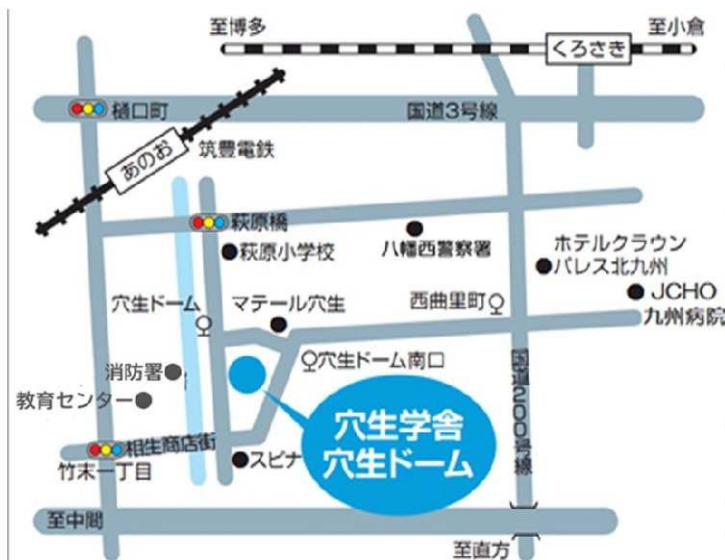 至博多
至小倉
くろさき
樋口町
国道3号線
あのお
筑豊電鉄
萩原橋
萩原小学校
八幡西警察署
ホテルクラウン
パレス北九州
JCHO
九州病院
穴生ドーム
マテール穴生
西曲里町
穴生ドーム南口
消防署
教育センター
国道200号線
穴生学舎
穴生ドーム
相生商店街
竹末一丁目
スピナ
至中間
至直方